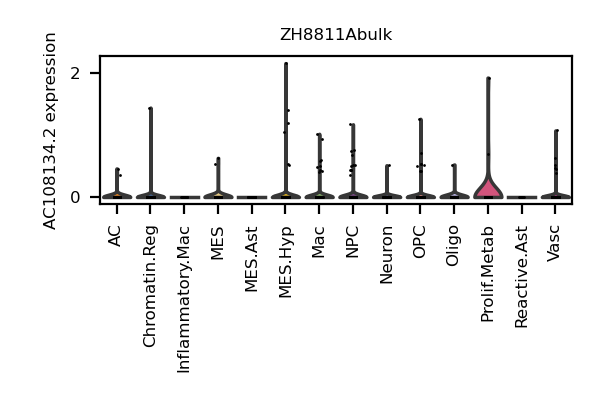 ZH8811Abulk
AC108134.2 expression
2
0
AC
Chromatin.Reg
Inflammatory.Mac
MES
MES.Ast
MES.Hyp
Mac
NPC
Neuron
OPC
Oligo
Prolif.Metab
Reactive.Ast
Vasc